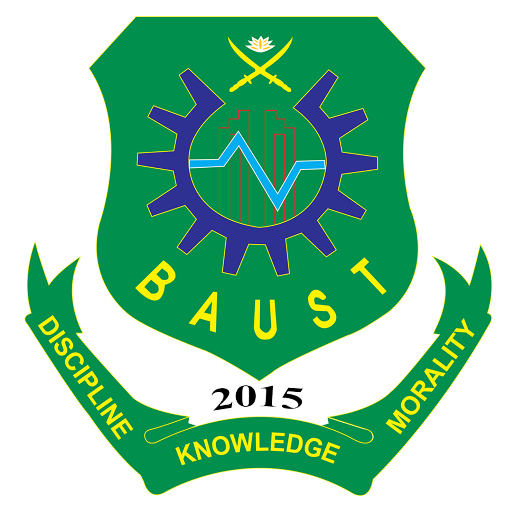 BAUST
2015
DISCIPLINE
KNOWLEDGE
MORALITY